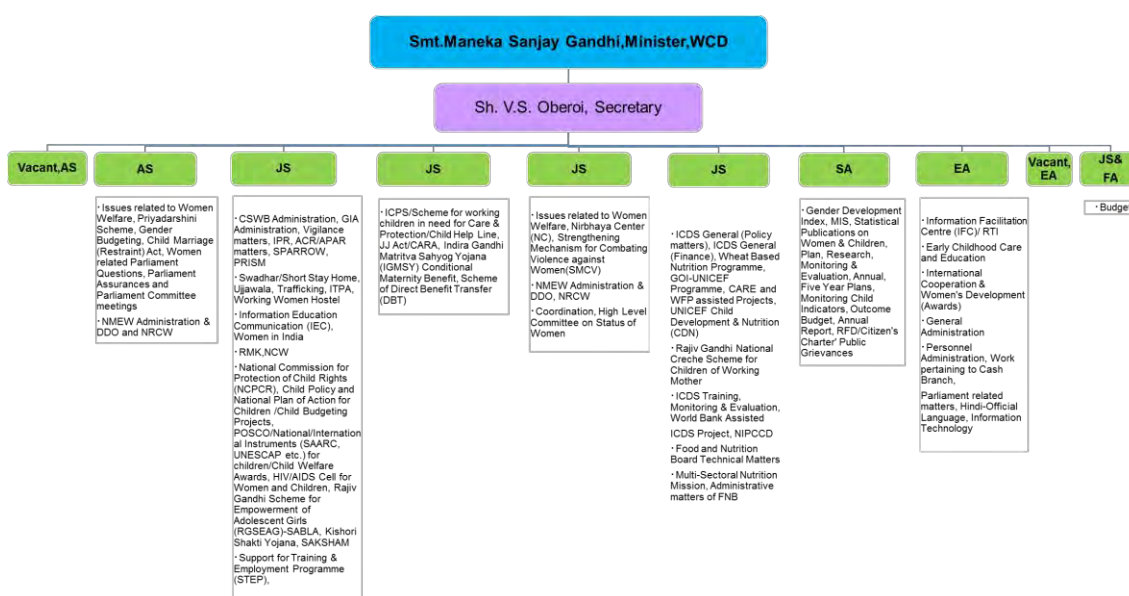 Smt.Maneka Sanjay Gandhi,Minister,WCD
Sh. V.S. Oberoi, Secretary
Vacant,AS
AS
· Issues related to Women
Welfare, Priyadarshini
Scheme, Gender
Budgeting, Child Marriage
(Restraint) Act, Women
related Parliament
Questions, Parliament
Assurances and
Parliament Committee
meetings
· NMEW Administration &
DDO and NRCW
JS
· CSWB Administration, GIA
Administration, Vigilance
matters, IPR, ACR/APAR
matters, SPARROW,
PRISM
· Swadhar/Short Stay Home,
Ujjawala, Trafficking, ITPA,
Working Women Hostel
· Information Education
Communication (IEC),
Women in India
· RMK,NCW
· National Commission for
Protection of Child Rights
(NCPCR), Child Policy and
National Plan of Action for
Children /Child Budgeting
Projects,
POSCO/National/Internation
al Instruments (SAARC,
UNESCAP etc.) for
children/Child Welfare
Awards, HIV/AIDS Cell for
Women and Children, Rajiv
Gandhi Scheme for
Empowerment of
Adolescent Girls
(RGSEAG)-SABLA, Kishori
Shakti Yojana, SAKSHAM
· Support for Training &
Employment Programme
(STEP),
JS
· ICPS/Scheme for working
children in need for Care &
Protection/Child Help Line,
JJ Act/CARA, Indira Gandhi
Matritva Sahyog Yojana
(IGMSY) Conditional
Maternity Benefit, Scheme
of Direct Benefit Transfer
(DBT)
JS
· Issues related to Women
Welfare, Nirbhaya Center
(NC), Strengthening
Mechanism for Combating
Violence against
Women(SMCV)
· NMEW Administration &
DDO, NRCW
· Coordination, High Level
Committee on Status of
Women
JS
· ICDS General (Policy
matters), ICDS General
(Finance), Wheat Based
Nutrition Programme,
GOI-UNICEF
Programme, CARE and
WFP assisted Projects,
UNICEF Child
Development & Nutrition
(CDN)
· Rajiv Gandhi National
Creche Scheme for
Children of Working
Mother
· ICDS Training,
Monitoring & Evaluation,
World Bank Assisted
ICDS Project, NIPCCD
· Food and Nutrition
Board Technical Matters
· Multi-Sectoral Nutrition
Mission, Administrative
matters of FNB
SA
· Gender Development
Index, MIS, Statistical
Publications on
Women & Children,
Plan, Research,
Monitoring &
Evaluation, Annual,
Five Year Plans,
Monitoring Child
Indicators, Outcome
Budget, Annual
Report, RFD/Citizen's
Charter' Public
Grievances
EA
· Information Facilitation
Centre (IFC)/ RTI
· Early Childhood Care
and Education
· International
Cooperation &
Women's Development
(Awards)
· General
Administration
· Personnel
Administration, Work
pertaining to Cash
Branch,
Parliament related
matters, Hindi-Official
Language, Information
Technology
Vacant,
EA
JS&
FA
· Budget